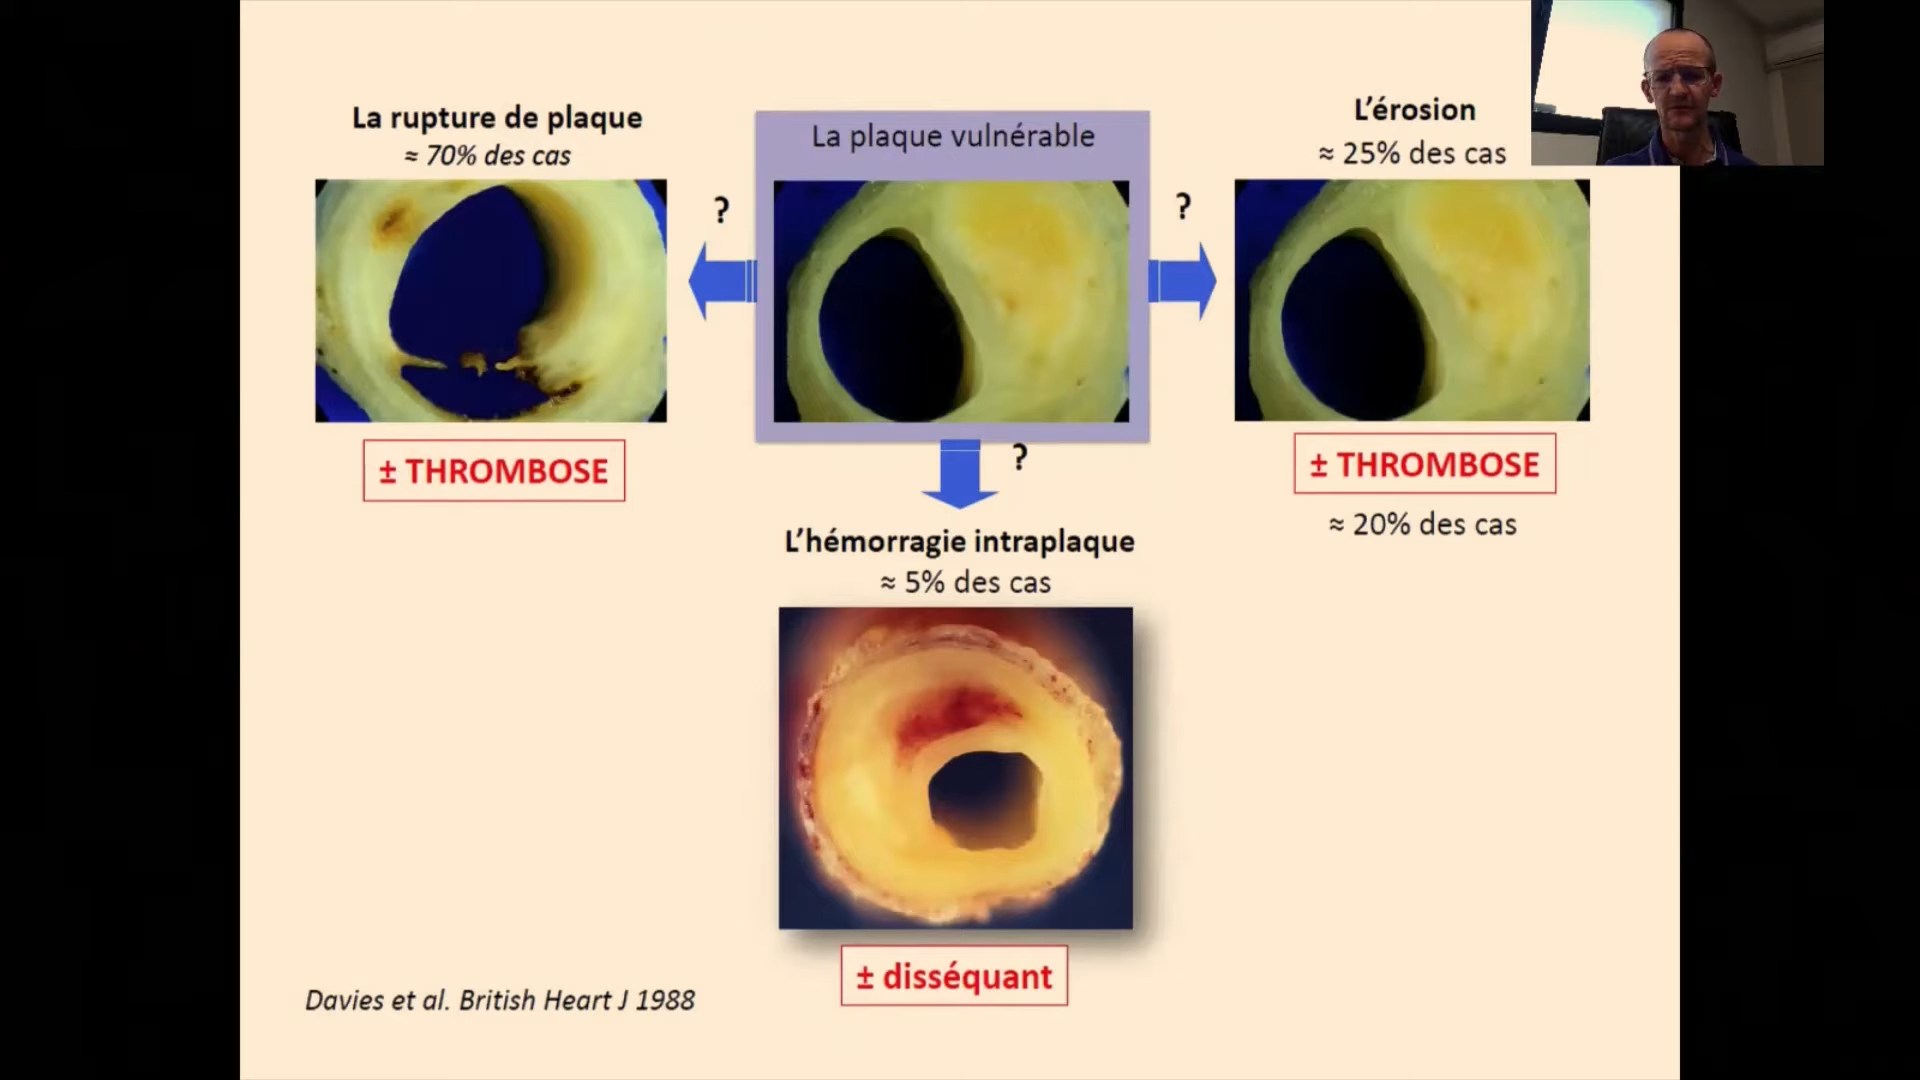 La rupture de plaque
≈ 70% des cas
?
± THROMBOSE
La plaque vulnérable
?
L’érosion
≈ 25% des cas
± THROMBOSE
≈ 20% des cas
?
L’hémorragie intraplaque
≈ 5% des cas
± disséquant
Davies et al. British Heart J 1988